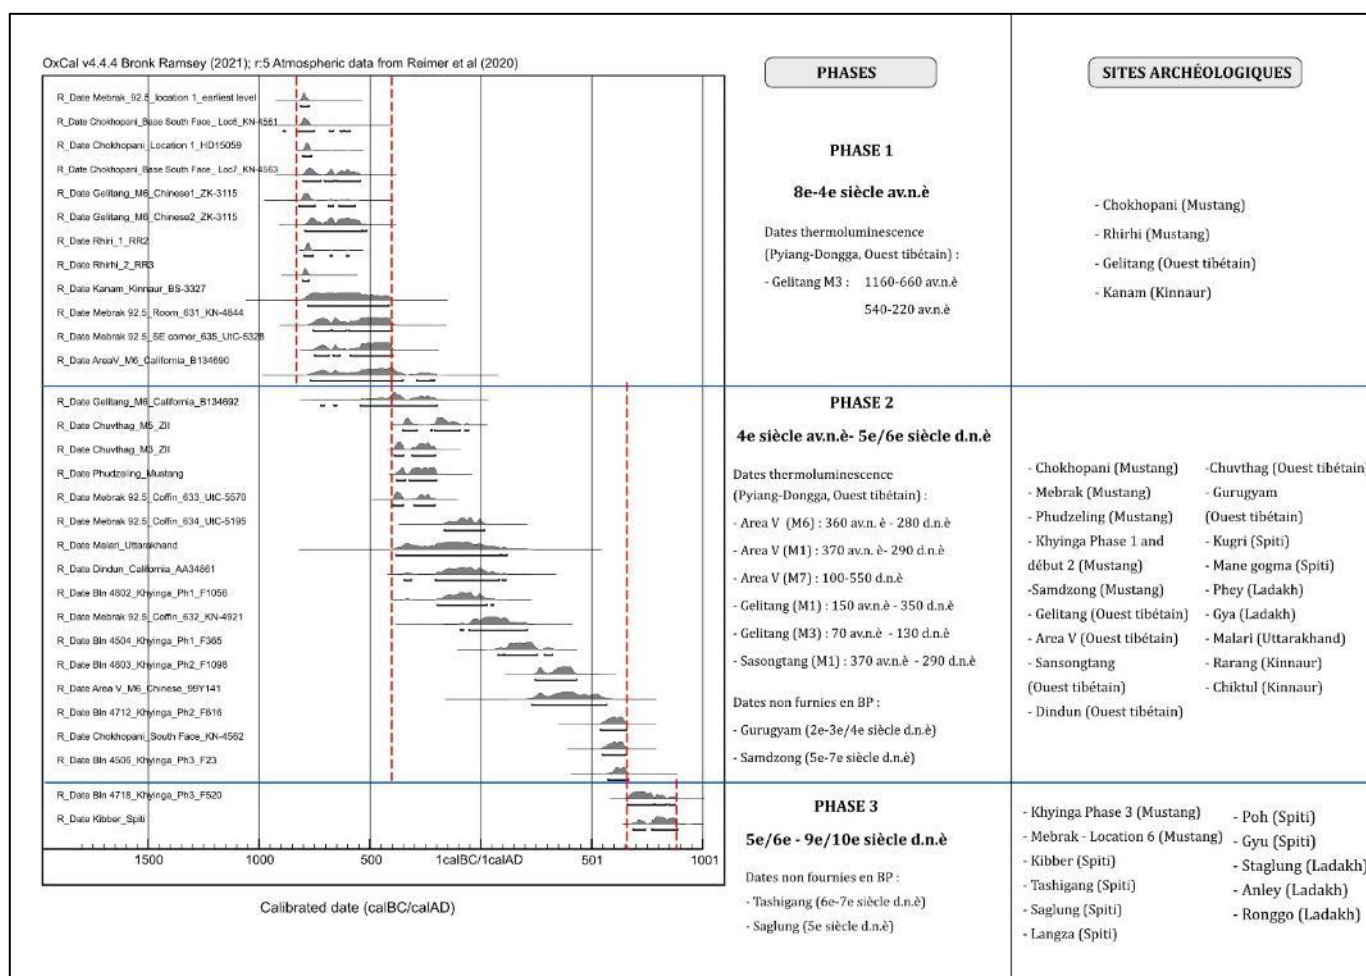 OxCal v4.4.4 Bronk Ramsey (2021); r:5 Atmospheric data from Reimer et al (2020)
R_Date Mebrak_92.5_location 1_earliest level
R_Date Chokhopani_Base South Face_ Loc6_KN-4561
R_Date Chokhopani_Location 1_HD15059
R_Date Chokhopani_Base South Face_Loc7_KN-4563
R_Date Gelitang_M6_Chinese1_ZK-3115
R_Date Gelitang_M6_Chinese2_ZK-3115
R_Date Rhiri_1_RR2
R_Date Rhirhi_2_RR3
R_Date Kanam_Kinnaur_BS-3327
R_Date Mebrak 92.5_Room_631_KN-4844
R_Date Mebrak 92.5_SE corner_635_UtC-5328
R_Date AreaV_M6_California_B134690
R_Date Gelitang_M6_California_B134692
R_Date Chuvthag_M5_ZII
R_Date Chuvthag_M3_ZII
R_Date Phudzeling_Mustang
R_Date Mebrak 92.5_Coffin_633_UtC-5570
R_Date Mebrak 92.5_Coffin_634_UtC-5195
R_Date Malari_Uttarakhand
R_Date Dindun_California_AA34861
R_Date Bln 4802_Khyinga_Ph1_F1056
R_Date Mebrak 92.5_Coffin_632_KN-4921
R_Date Bln 4504_Khyinga_Ph1_F365
R_Date Bln 4803_Khyinga_Ph2_F1098
R_Date Area V_M6_Chinese_99Y141
R_Date Bln 4712_Khyinga_Ph2_F616
R_Date Chokhopani_South Face_KN-4562
R_Date Bln 4506_Khyinga_Ph3_F23
R_Date Bln 4718_Khyinga_Ph3_F520
R_Date Kibber_Spiti
1500 1000 500 1calBC/1calAD 501 1001
Calibrated date (calBC/calAD)
PHASES
PHASE 1
8e-4e siècle av.n.è
Dates thermoluminescence
(Pyiang-Dongga, Ouest tibétain) :
- Gelitang M3 : 1160-660 av.n.è
540-220 av.n.è
PHASE 2
4e siècle av.n.è- 5e/6e siècle d.n.è
Dates thermoluminescence
(Pyiang-Dongga, Ouest tibétain) :
- Area V (M6) : 360 av.n. è - 280 d.n.è
- Area V (M1) : 370 av.n. è- 290 d.n.è
- Area V (M7) : 100-550 d.n.è
- Gelitang (M1) : 150 av.n.è - 350 d.n.è
- Gelitang (M3) : 70 av.n.è - 130 d.n.è
- Sasongtang (M1) : 370 av.n.è - 290 d.n.è
Dates non furnies en BP :
- Gurugyam (2e-3e/4e siècle d.n.è)
- Samdzong (5e-7e siècle d.n.è)
PHASE 3
5e/6e - 9e/10e siècle d.n.è
Dates non fournies en BP :
- Tashigang (6e-7e siècle d.n.è)
- Saglung (5e siècle d.n.è)
SITES ARCHÉOLOGIQUES
- Chokhopani (Mustang)
- Rhirhi (Mustang)
- Gelitang (Ouest tibétain)
- Kanam (Kinnaur)
- Chokhopani (Mustang)
- Mebrak (Mustang)
- Phudzeling (Mustang)
- Khyinga Phase 1 and
début 2 (Mustang)
-Samdzong (Mustang)
- Gelitang (Ouest tibétain)
- Area V (Ouest tibétain)
- Sansongtang
(Ouest tibétain)
- Dindun (Ouest tibétain)
-Chuvthag (Ouest tibétain)
- Gurugyam
(Ouest tibétain)
- Kugri (Spiti)
- Mane gogma (Spiti)
- Phey (Ladakh)
- Gya (Ladakh)
- Malari (Uttarakhand)
- Rarang (Kinnaur)
- Chiktul (Kinnaur)
- Khyinga Phase 3 (Mustang)
- Mebrak - Location 6 (Mustang)
- Kibber (Spiti)
- Tashigang (Spiti)
- Saglung (Spiti)
- Langza (Spiti)
- Poh (Spiti)
- Gyu (Spiti)
- Staglung (Ladakh)
- Anley (Ladakh)
- Ronggo (Ladakh)